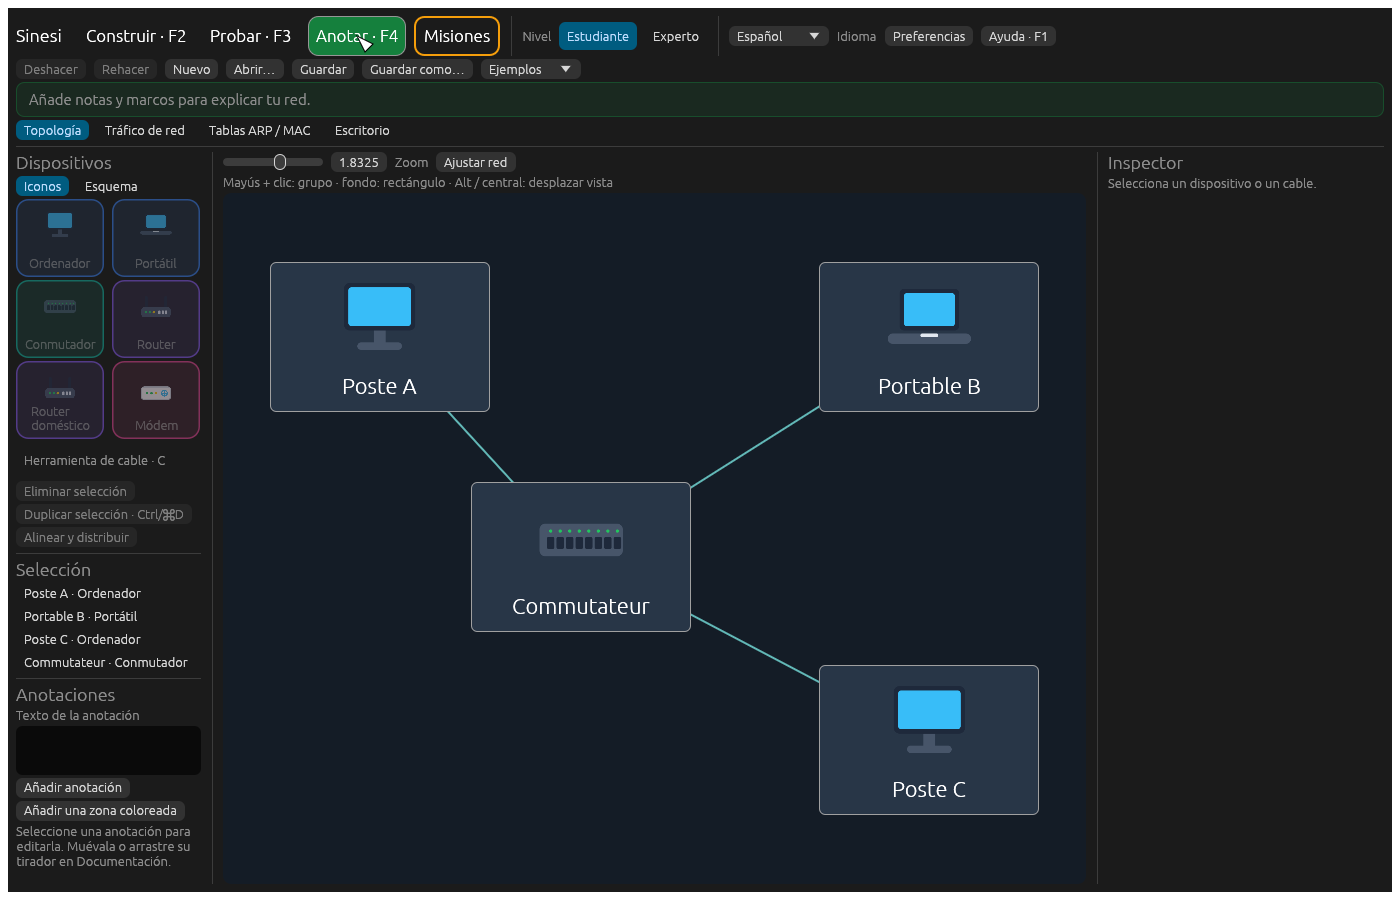 Sinesi Construir · F2 Probar · F3 Anotar · F4 Misiones Nivel Estudiante Experto Español Idioma Preferencias Ayuda · F1
Deshacer Rehacer Nuevo Abrir... Guardar Guardar como... Ejemplos
Añade notas y marcos para explicar tu red.
Topología Tráfico de red Tablas ARP / MAC Escritorio
Dispositivos
Iconos Esquema
Ordenador Portátil
Conmutador Router
Router
doméstico Módem
Herramienta de cable · C
Eliminar selección
Duplicar selección · Ctrl/⌘D
Alinear y distribuir
Selección
Poste A · Ordenador
Portable B · Portátil
Poste C · Ordenador
Commutateur · Conmutador
Anotaciones
Texto de la anotación
Añadir anotación
Añadir una zona coloreada
Seleccione una anotación para
editarla. Muévala o arrastre su
tirador en Documentación.
1.8325 Zoom Ajustar red
Mayús + clic: grupo · fondo: rectángulo · Alt / central: desplazar vista
Poste A
Portable B
Commutateur
Poste C
Inspector
Selecciona un dispositivo o un cable.